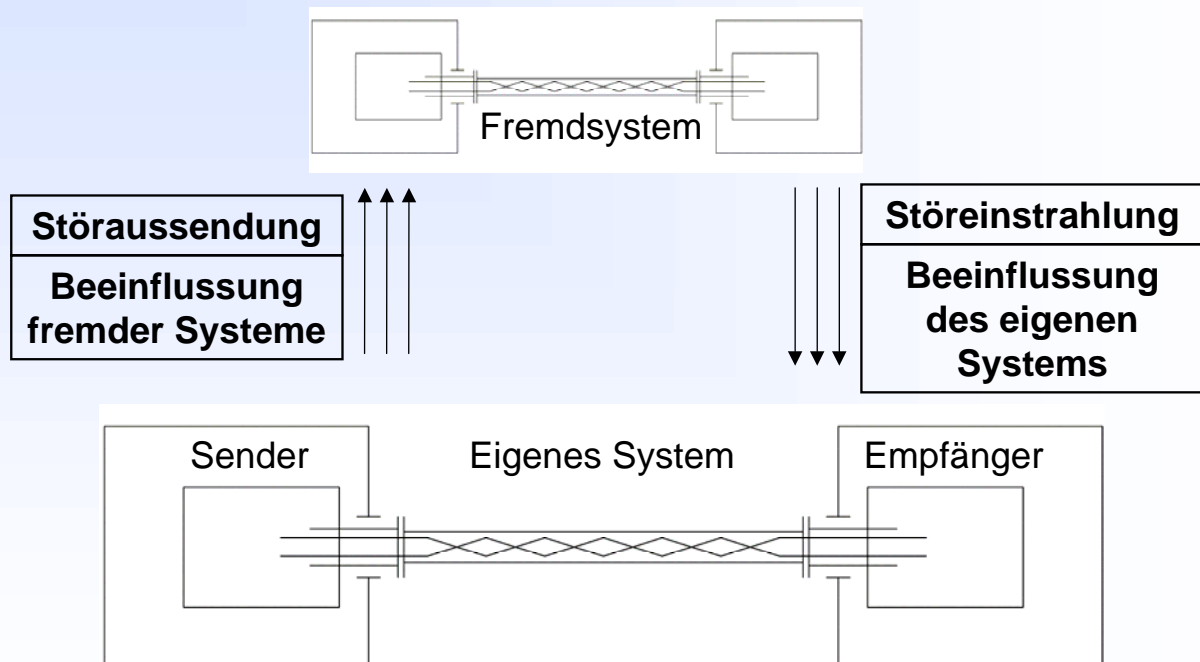 Fremdsystem
Störaussendung
Beeinflussung
fremder Systeme
Störeinstrahlung
Beeinflussung
des eigenen
Systems
Sender
Eigenes System
Empfänger